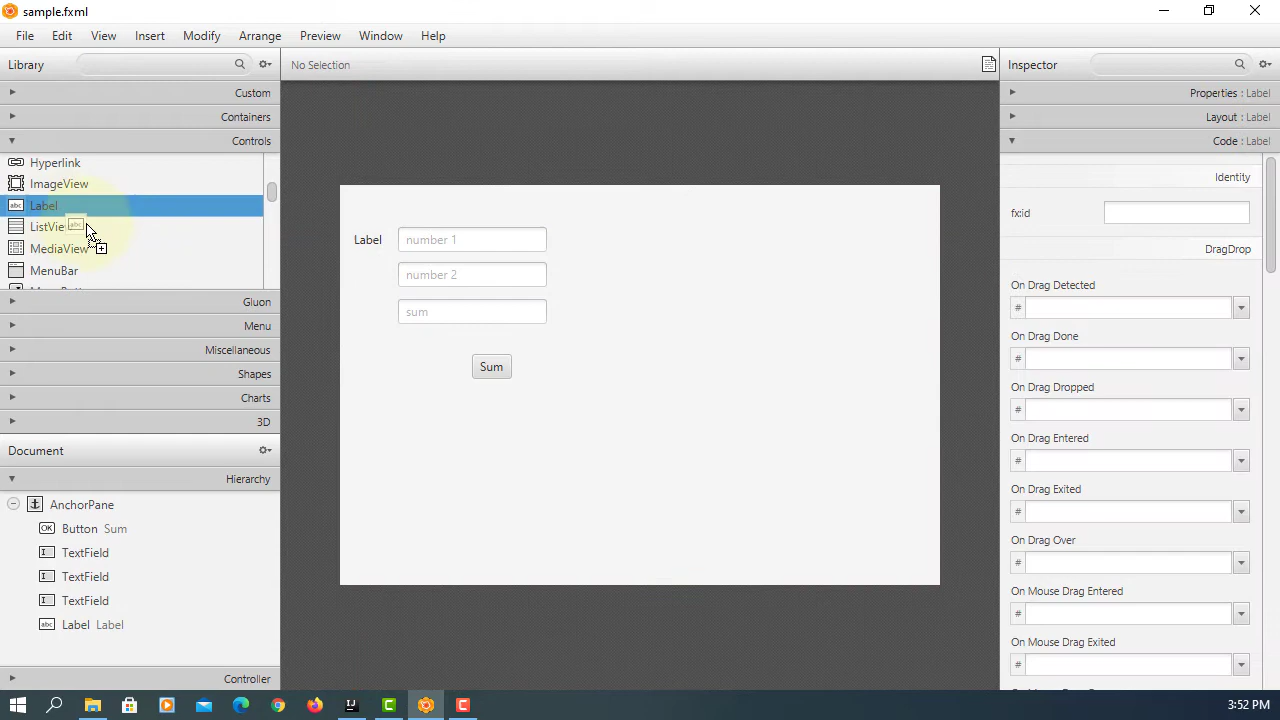 sample.fxml
File Edit View Insert Modify Arrange Preview Window Help
Library
No Selection
Inspector
Custom
Containers
Controls
Hyperlink
ImageView
Label
abc
MediaView
MenuBar
Gluon
Menu
Miscellaneous
Shapes
Charts
3D
Document
Hierarchy
AnchorPane
OK Button Sum
TextField
TextField
TextField
abc Label Label
Controller
Label number 1
number 2
sum
Sum
Properties : Label
Layout : Label
Code : Label
Identity
fx:id
DragDrop
On Drag Detected
#
On Drag Done
#
On Drag Dropped
#
On Drag Entered
#
On Drag Exited
#
On Drag Over
#
On Mouse Drag Entered
#
On Mouse Drag Exited
#
IJ
C
C
3:52 PM